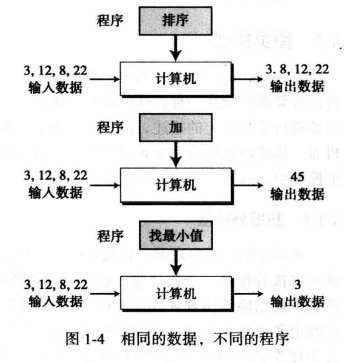 程序 排序
3, 12, 8, 22 计算机 3. 8, 12, 22
输入数据 输出数据
程序 加
3, 12, 8, 22 计算机 45
输入数据 输出数据
程序 找最小值
3, 12, 8, 22 计算机 3
输入数据 输出数据
图 1-4 相同的数据，不同的程序